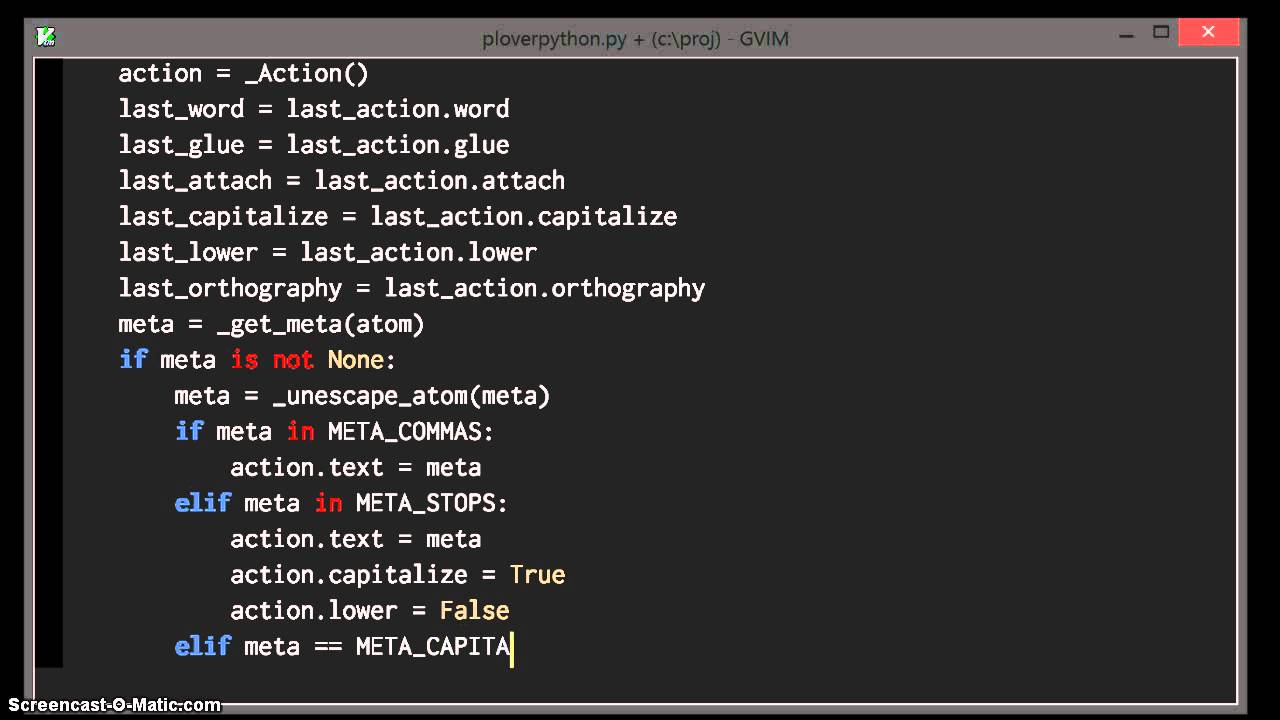 ploverpython.py + (c:\proj) - GVIM
    action = _Action()
    last_word = last_action.word
    last_glue = last_action.glue
    last_attach = last_action.attach
    last_capitalize = last_action.capitalize
    last_lower = last_action.lower
    last_orthography = last_action.orthography
    meta = _get_meta(atom)
    if meta is not None:
        meta = _unescape_atom(meta)
        if meta in META_COMMAS:
            action.text = meta
        elif meta in META_STOPS:
            action.text = meta
            action.capitalize = True
            action.lower = False
        elif meta == META_CAPITA
Screencast-O-Matic.com